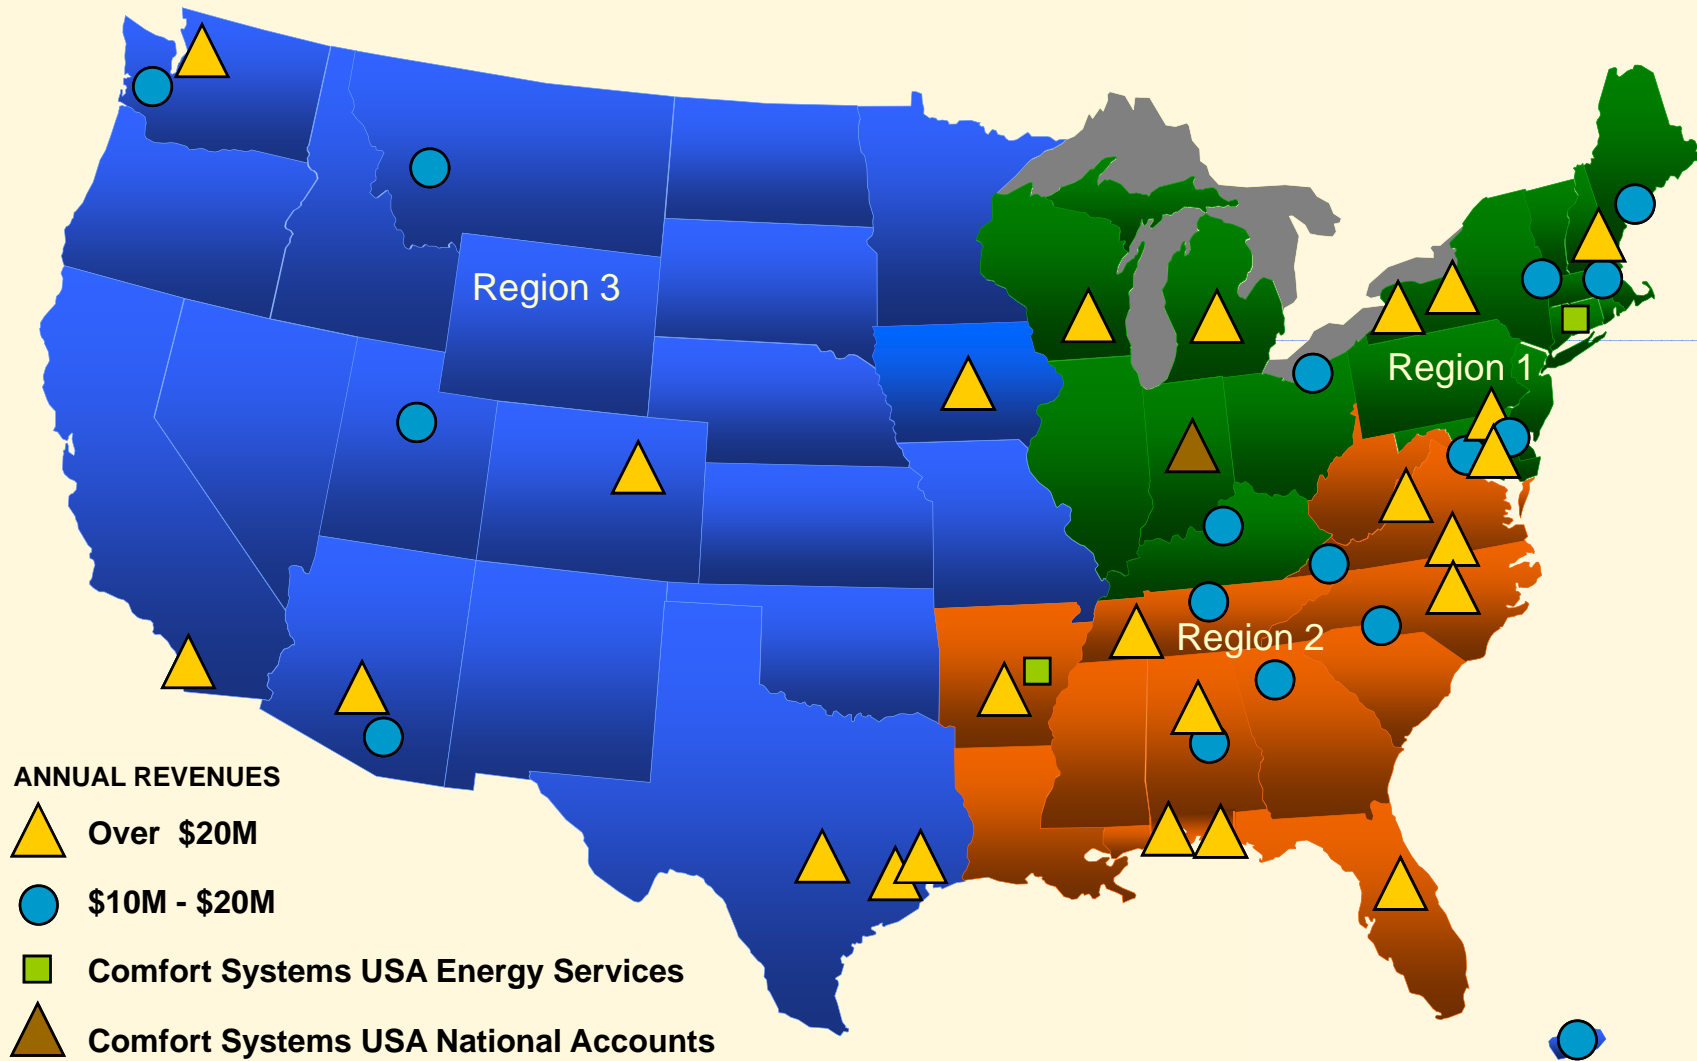 Region 3
Region 1
Region 2
ANNUAL REVENUES
Over $20M
$10M - $20M
Comfort Systems USA Energy Services
Comfort Systems USA National Accounts